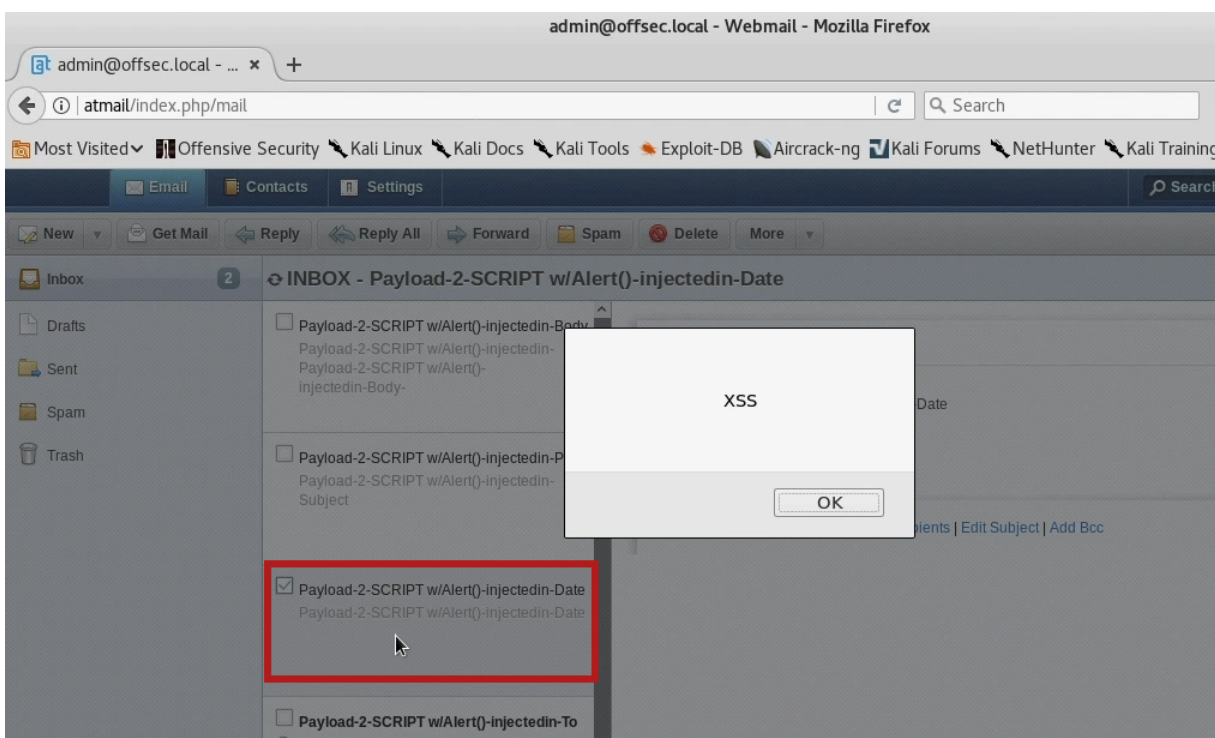 admin@offsec.local - Webmail - Mozilla Firefox
admin@offsec.local - ...
atmail/index.php/mail
Search
Most Visited Offensive Security Kali Linux Kali Docs Kali Tools Exploit-DB Aircrack-ng Kali Forums NetHunter Kali Training
Email Contacts Settings
New Get Mail Reply Reply All Forward Spam Delete More
Inbox 2
INBOX - Payload-2-SCRIPT w/Alert()-injectedin-Date
Drafts
Sent
Spam
Trash
Payload-2-SCRIPT w/Alert()-injectedin-Body
Payload-2-SCRIPT w/Alert()-injectedin-
Payload-2-SCRIPT w/Alert()-
injectedin-Body-
Payload-2-SCRIPT w/Alert()-injectedin-P
Payload-2-SCRIPT w/Alert()-injectedin-
Subject
Payload-2-SCRIPT w/Alert()-injectedin-Date
Payload-2-SCRIPT w/Alert()-injectedin-Date
Payload-2-SCRIPT w/Alert()-injectedin-To
XSS
OK
-Date
| Edit Subject | Add Bcc